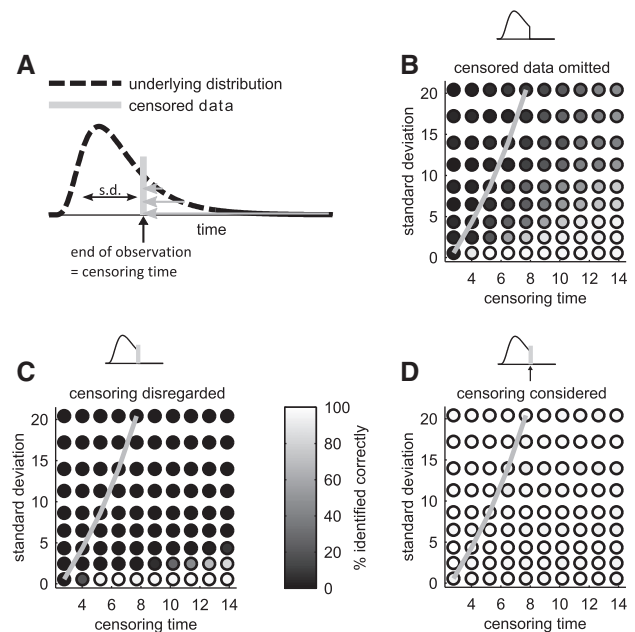 A
underlying distribution
censored data
s.d.
time
end of observation
= censoring time
B
censored data omitted
standard deviation
20
15
10
5
0
4 6 8 10 12 14
censoring time
C
censoring disregarded
standard deviation
20
15
10
5
0
4 6 8 10 12 14
censoring time
100
80
60
40
20
0
% identified correctly
D
censoring considered
standard deviation
20
15
10
5
0
4 6 8 10 12 14
censoring time